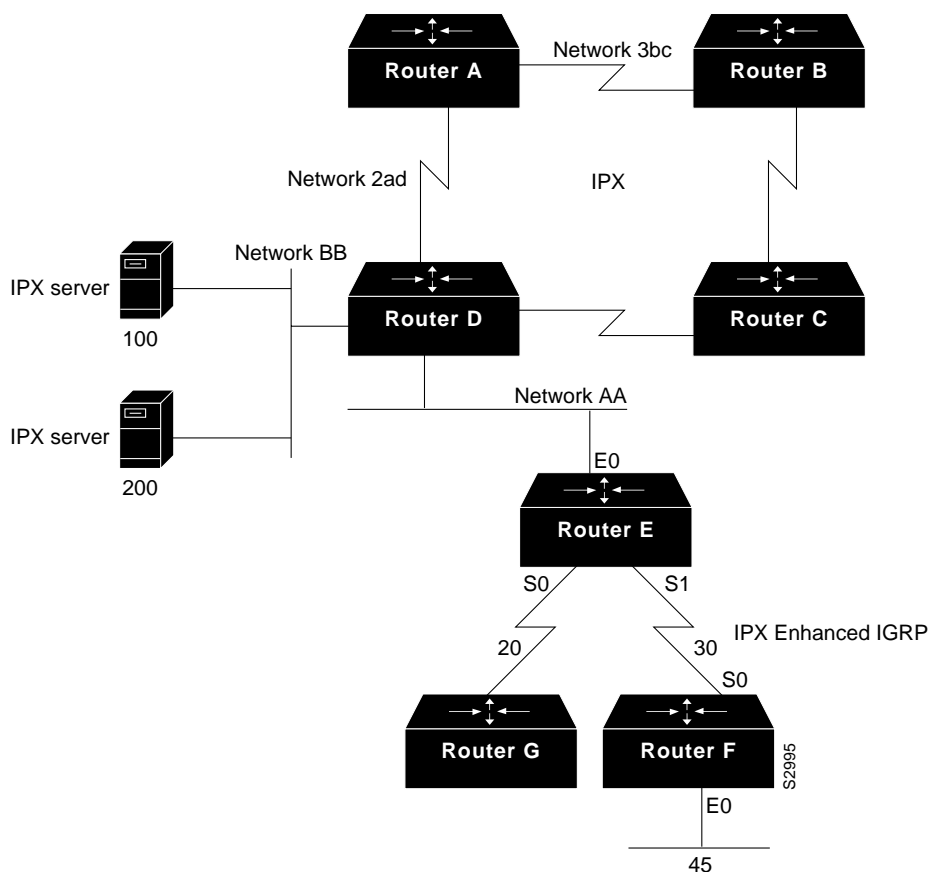 Network 3bc
Router A
Router B
Network 2ad
IPX
Network BB
IPX server
100
Router D
Router C
Network AA
IPX server
200
E0
Router E
S0
S1
IPX Enhanced IGRP
20
30
S0
Router G
Router F
S2995
E0
45